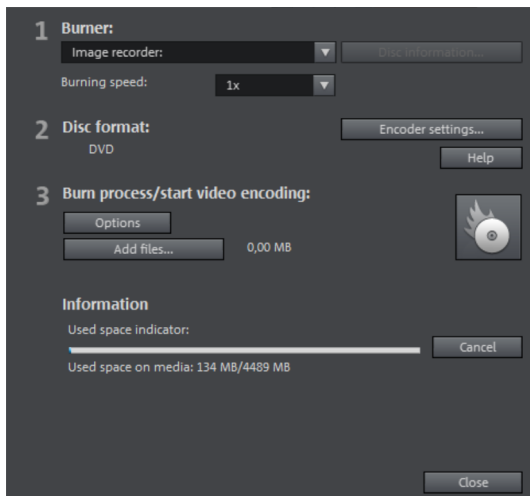 1 Burner:
Image recorder:
Disc information...
Burning speed: 1x
2 Disc format:
Encoder settings...
DVD
Help
3 Burn process/start video encoding:
Options
Add files... 0,00 MB
Information
Used space indicator:
Cancel
Used space on media: 134 MB/4489 MB
Close